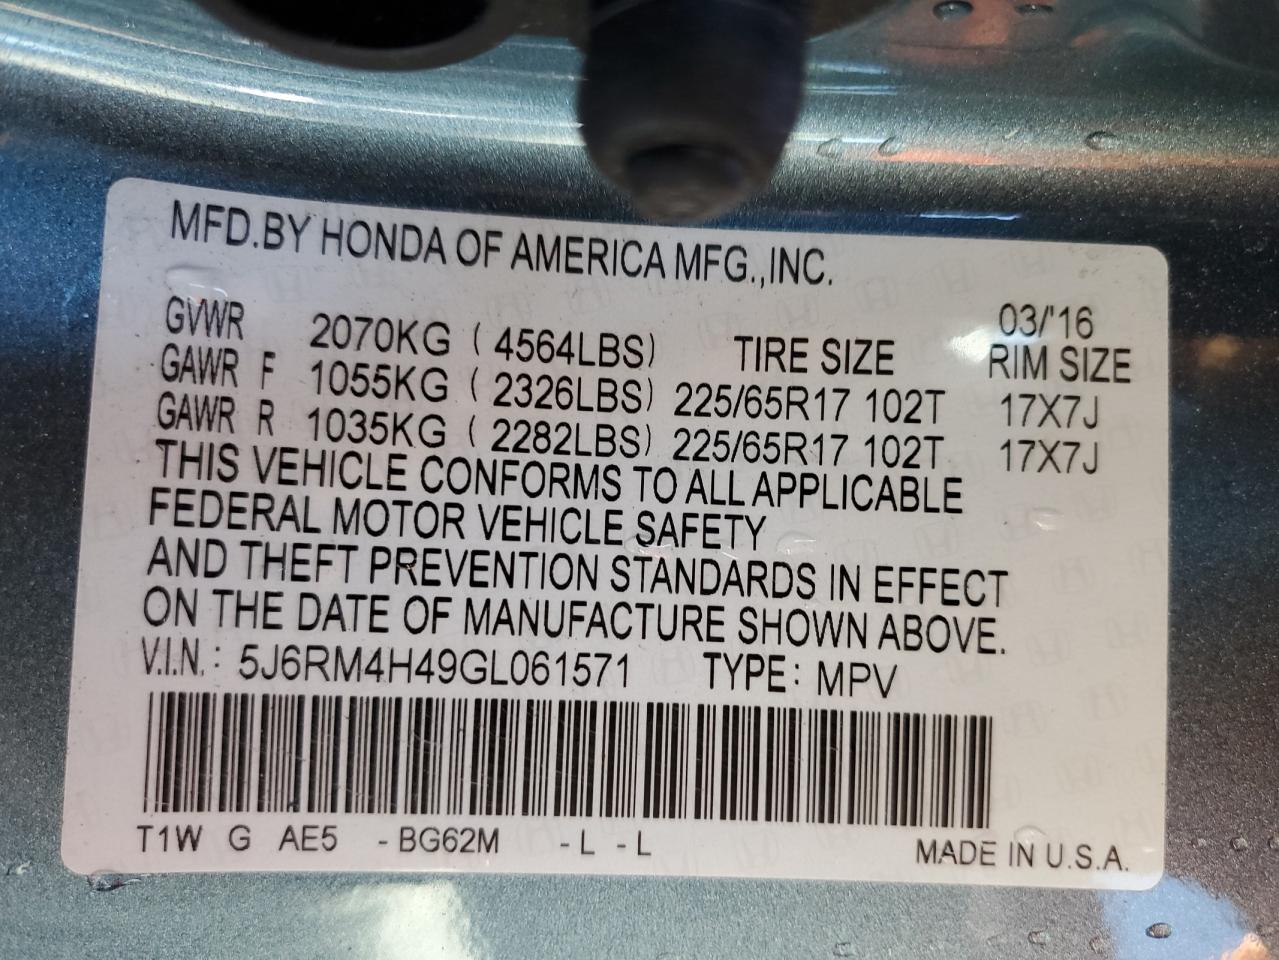 MFD.BY HONDA OF AMERICA MFG.,INC.
03/'16
GVWR 2070KG ( 4564LBS) TIRE SIZE RIM SIZE
GAWR F 1055KG ( 2326LBS) 225/65R17 102T 17X7J
GAWR R 1035KG ( 2282LBS) 225/65R17 102T 17X7J
THIS VEHICLE CONFORMS TO ALL APPLICABLE
FEDERAL MOTOR VEHICLE SAFETY
AND THEFT PREVENTION STANDARDS IN EFFECT
ON THE DATE OF MANUFACTURE SHOWN ABOVE.
V.I.N.: 5J6RM4H49GL061571 TYPE: MPV
T1W G AE5 -BG62M -L -L MADE IN U.S.A.